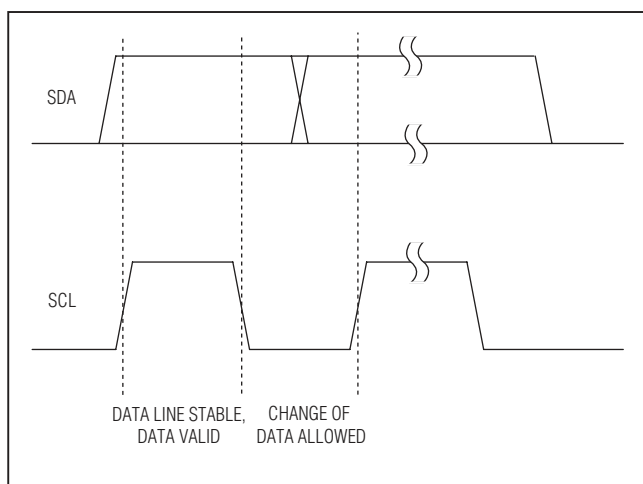 SDA
SCL
DATA LINE STABLE,
DATA VALID
CHANGE OF
DATA ALLOWED